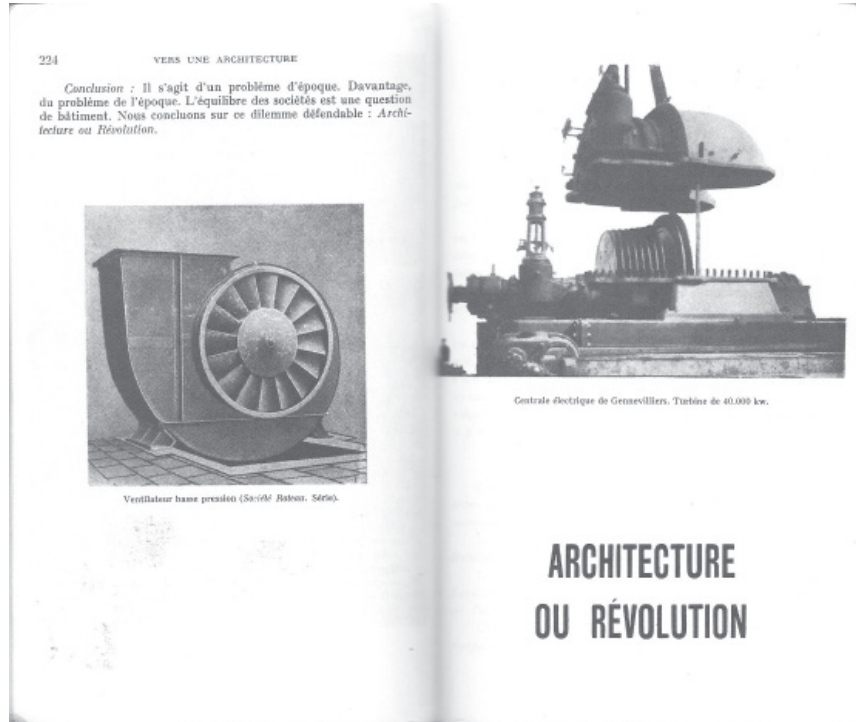 224
VERS UNE ARCHITECTURE
Conclusion : Il s'agit d'un problème d'époque. Davantage,
du problème de l'époque. L'équilibre des sociétés est une question
de bâtiment. Nous concluons sur ce dilemme défendable : Archi-
tecture ou Révolution.
Ventilateur basse pression (Société Rateau. Série).
Centrale électrique de Gennevilliers. Turbine de 40.000 kw.
ARCHITECTURE
OU RÉVOLUTION